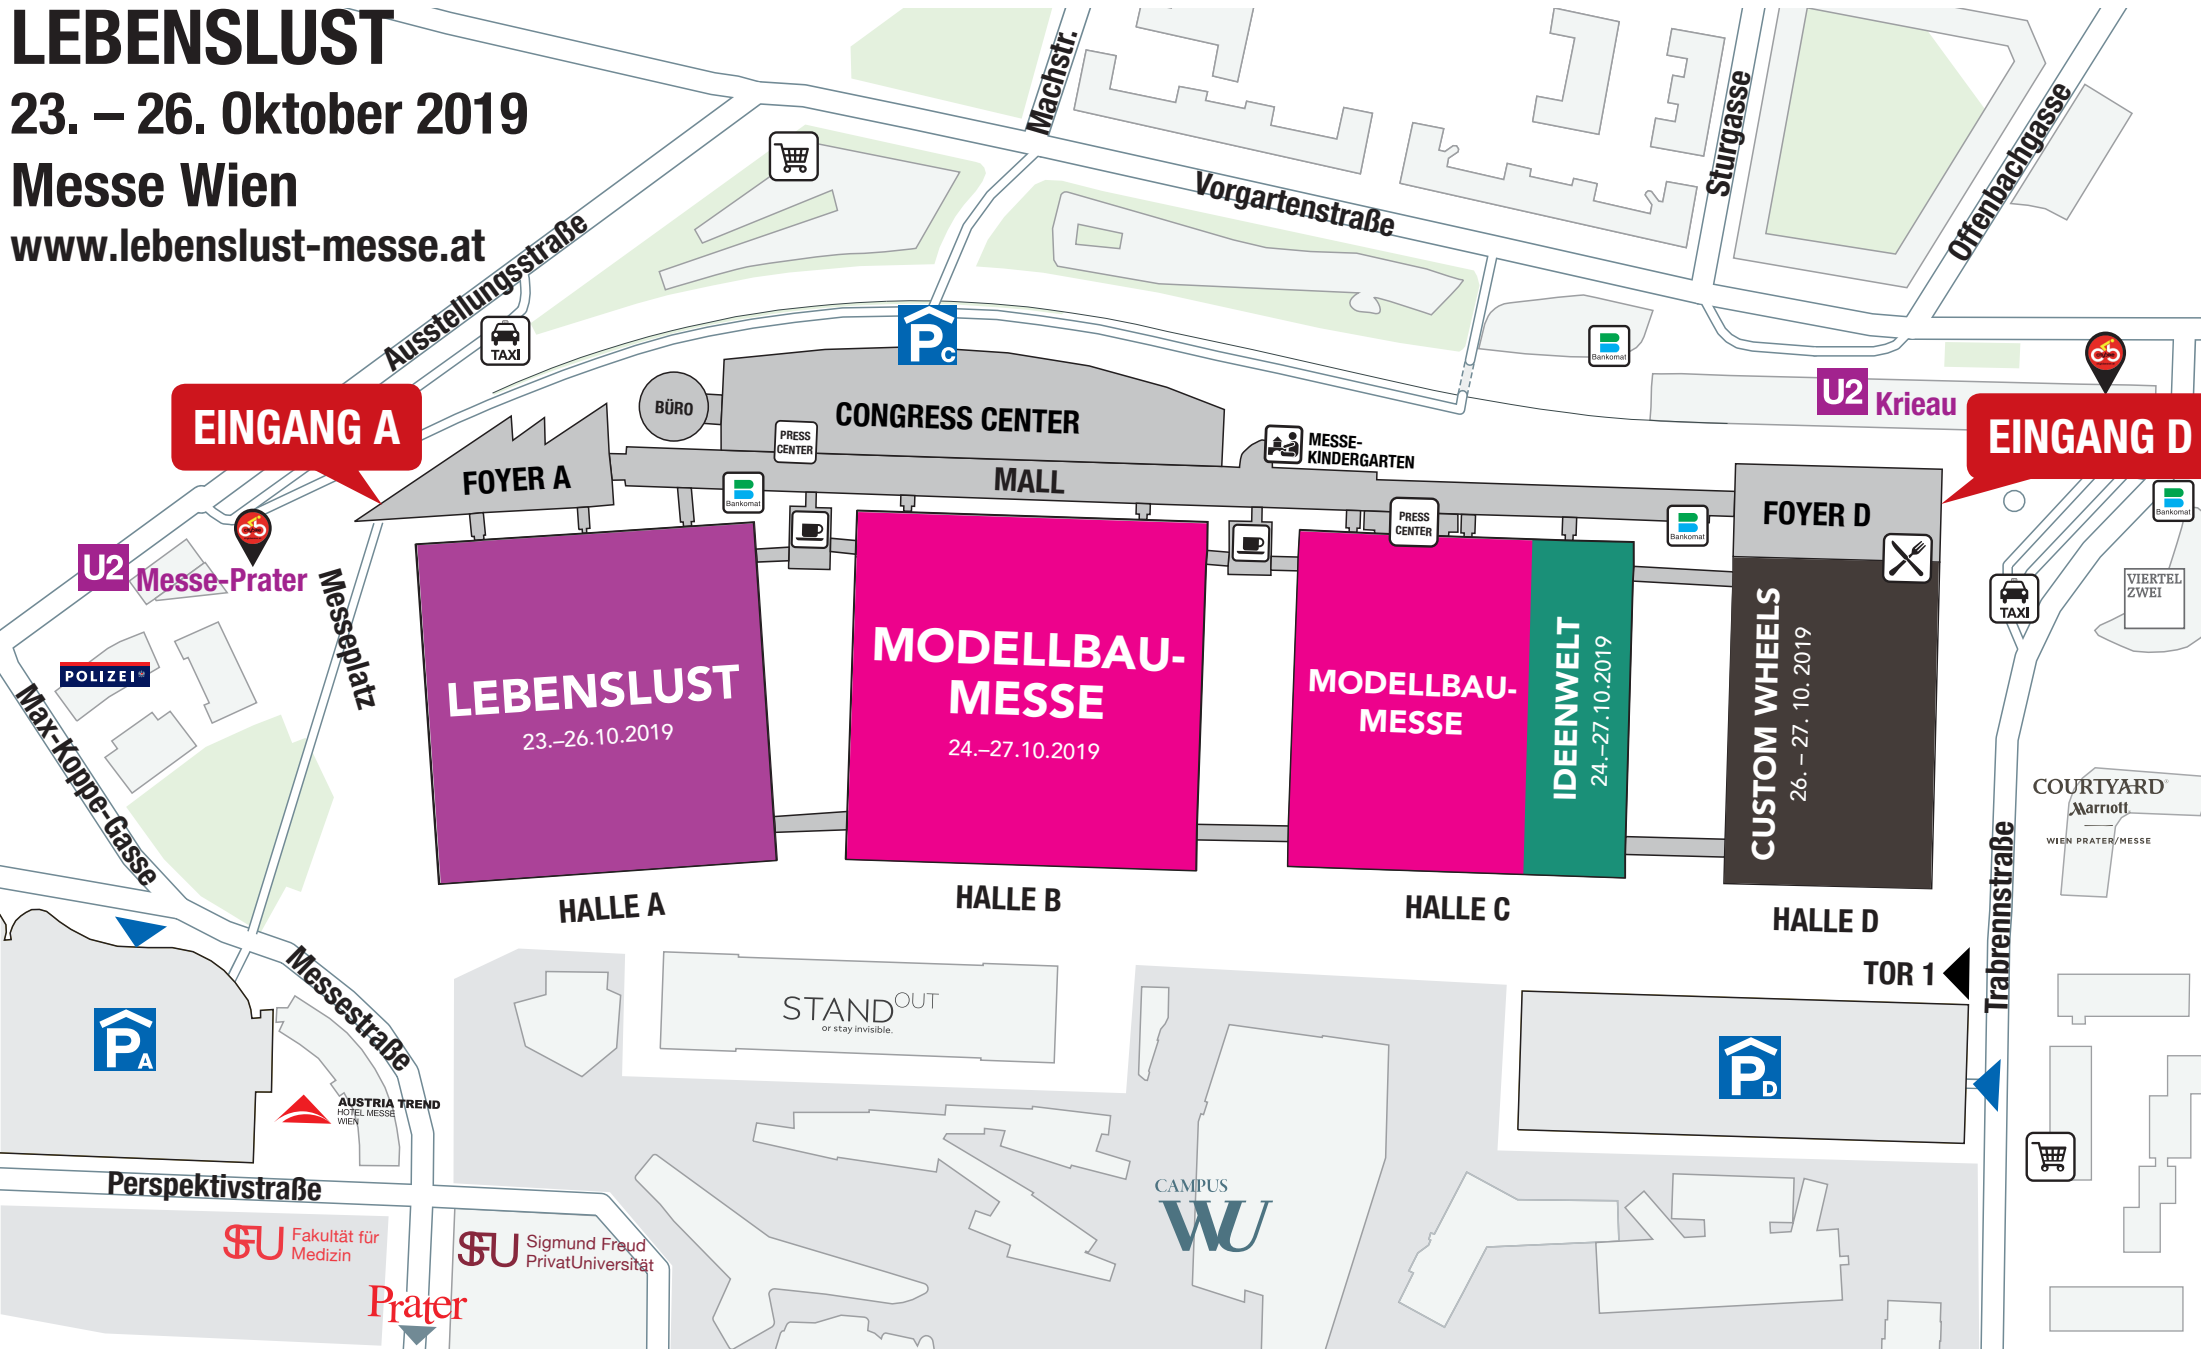 LEBENSLUST
23. – 26. Oktober 2019
Messe Wien
www.lebenslust-messe.at
Machstr.
Sturgasse
Offenbachgasse
Vorgartenstraße
Ausstellungsstraße
TAXI
P C
Bankomat
U2 Krieau
EINGANG A
EINGANG D
BÜRO
CONGRESS CENTER
PRESS
CENTER
MESSE-
KINDERGARTEN
FOYER A
MALL
Bankomat
PRESS
CENTER
Bankomat
FOYER D
Bankomat
U2 Messe-Prater
Messeplatz
TAXI
VIERTEL
ZWEI
POLIZEI
Max-Koppe-Gasse
LEBENSLUST
23.–26.10.2019
MODELLBAU-
MESSE
24.–27.10.2019
MODELLBAU-
MESSE
IDEENWELT
24.–27.10.2019
CUSTOM WHEELS
26. – 27. 10. 2019
COURTYARD
Marriott
WIEN PRATER/MESSE
Trabrennstraße
HALLE A
HALLE B
HALLE C
HALLE D
TOR 1
Messestraße
STANDOUT
or stay invisible.
P A
P D
AUSTRIA TREND
HOTEL MESSE
WIEN
Perspektivstraße
CAMPUS
WU
SFU Fakultät für
Medizin
SFU Sigmund Freud
PrivatUniversität
Prater